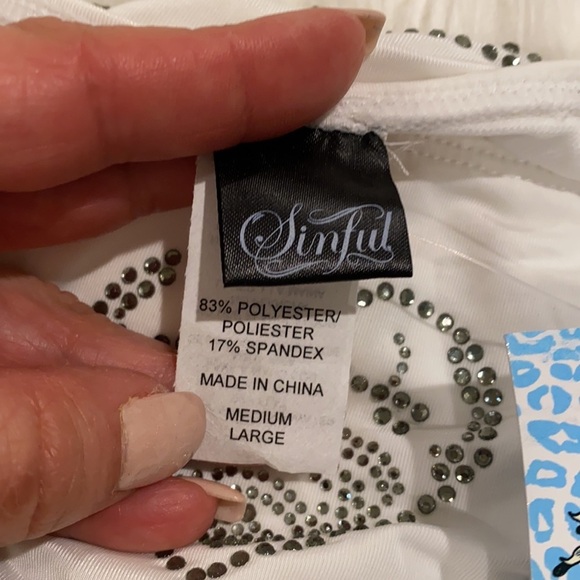 Sinful
83% POLYESTER/
POLIESTER
17% SPANDEX
MADE IN CHINA
MEDIUM
LARGE